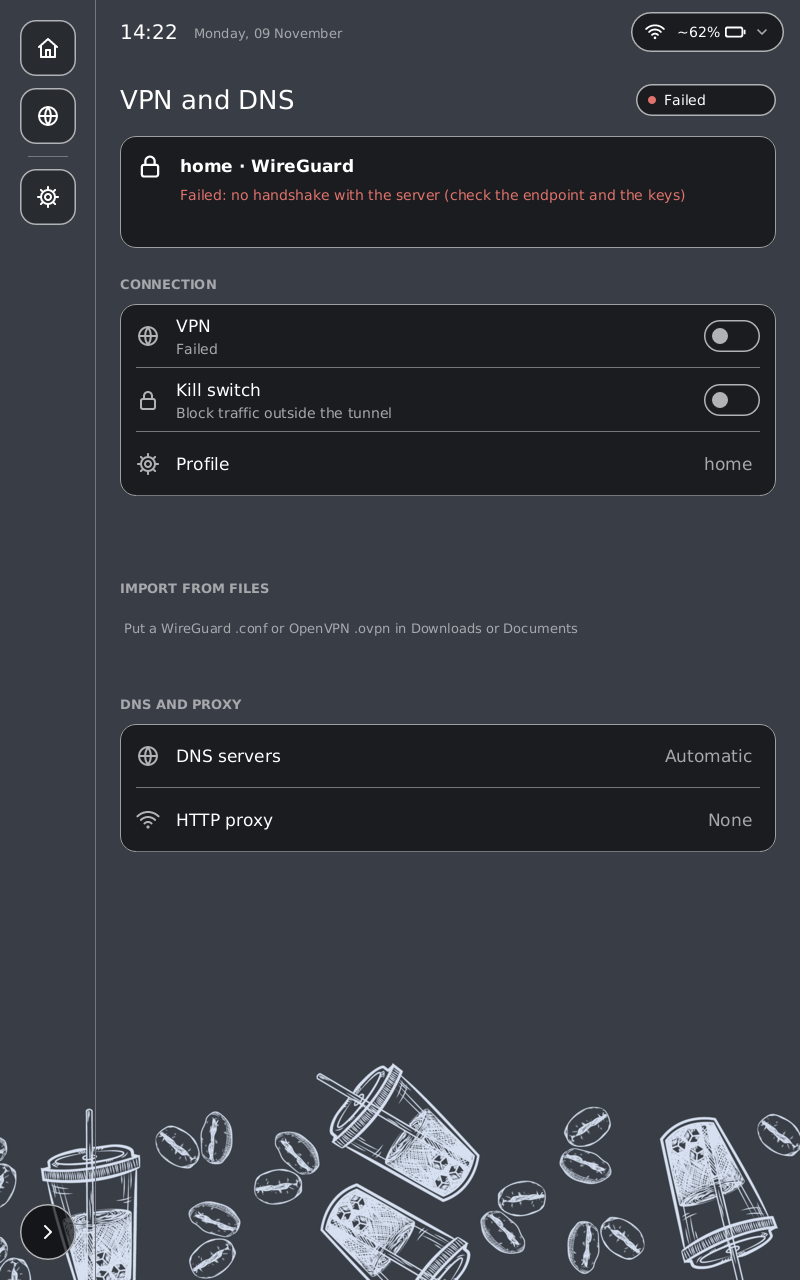 14:22 Monday, 09 November ~62%
VPN and DNS
Failed
home · WireGuard
Failed: no handshake with the server (check the endpoint and the keys)
CONNECTION
VPN
Failed
Kill switch
Block traffic outside the tunnel
Profile home
IMPORT FROM FILES
Put a WireGuard .conf or OpenVPN .ovpn in Downloads or Documents
DNS AND PROXY
DNS servers Automatic
HTTP proxy None